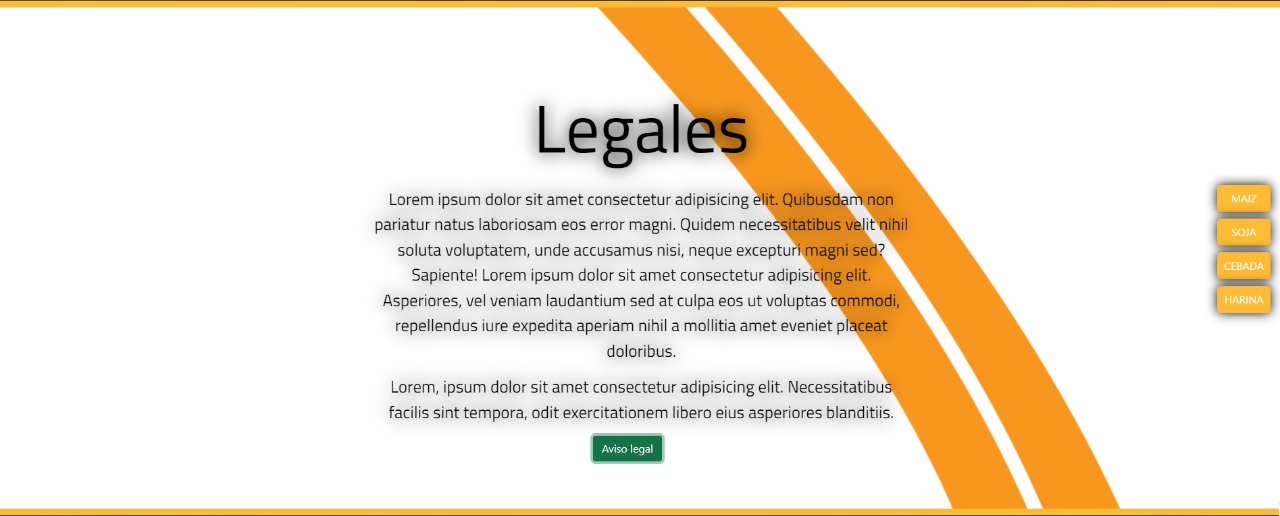 Legales
Lorem ipsum dolor sit amet consectetur adipisicing elit. Quibusdam non
pariatur natus laboriosam eos error magni. Quidem necessitatibus velit nihil
soluta voluptatem, unde accusamus nisi, neque excepturi magni sed?
Sapiente! Lorem ipsum dolor sit amet consectetur adipisicing elit.
Asperiores, vel veniam laudantium sed at culpa eos ut voluptas commodi,
repellendus iure expedita aperiam nihil a mollitia amet eveniet placeat
doloribus.
Lorem, ipsum dolor sit amet consectetur adipisicing elit. Necessitatibus
facilis sint tempora, odit exercitationem libero eius asperiores blanditiis.
Aviso legal
MAIZ
SOJA
CEBADA
HARINA